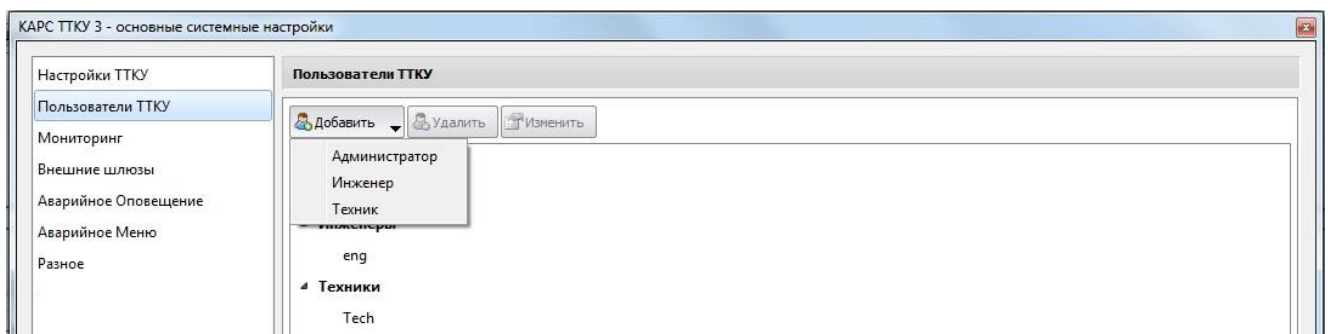 КАРС ТТКУ 3 - основные системные настройки
Настройки ТТКУ
Пользователи ТТКУ
Мониторинг
Внешние шлюзы
Аварийное Оповещение
Аварийное Меню
Разное
Пользователи ТТКУ
Добавить Удалить Изменить
Администратор
Инженер
Техник
Инженеры
eng
Техники
Tech